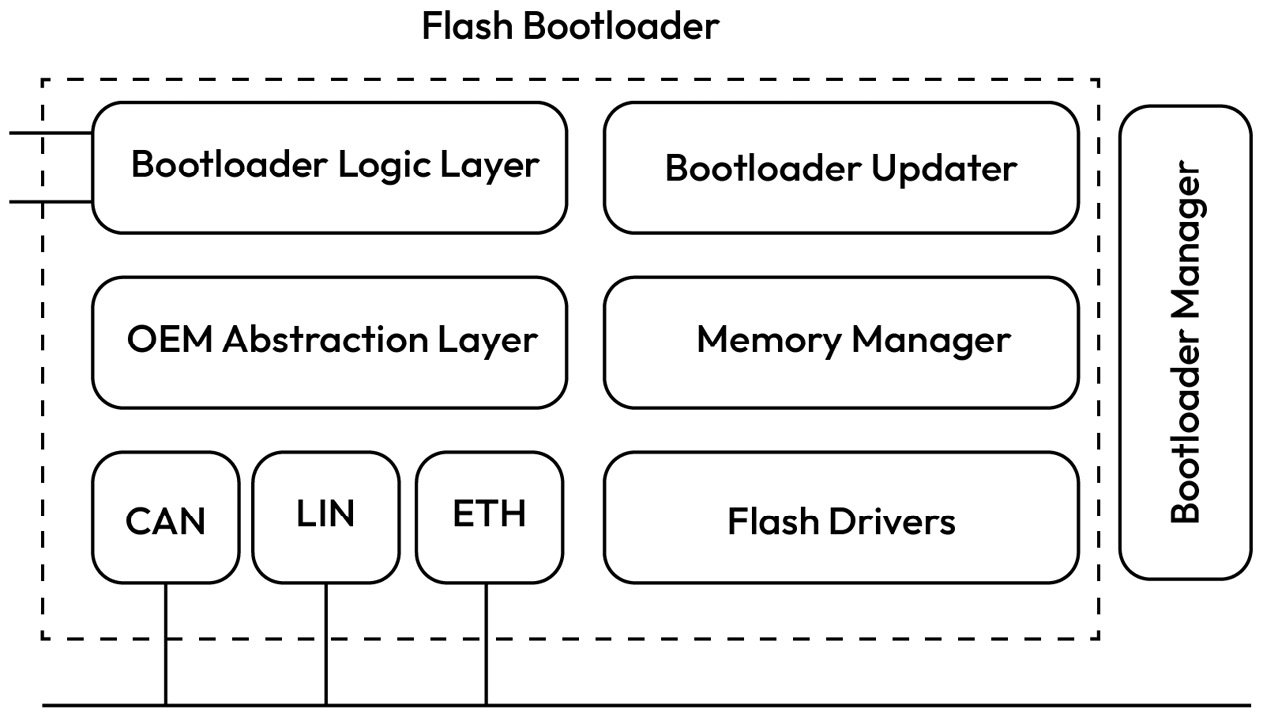 Flash Bootloader
Bootloader Logic Layer
Bootloader Updater
OEM Abstraction Layer
Memory Manager
CAN
LIN
ETH
Flash Drivers
Bootloader Manager